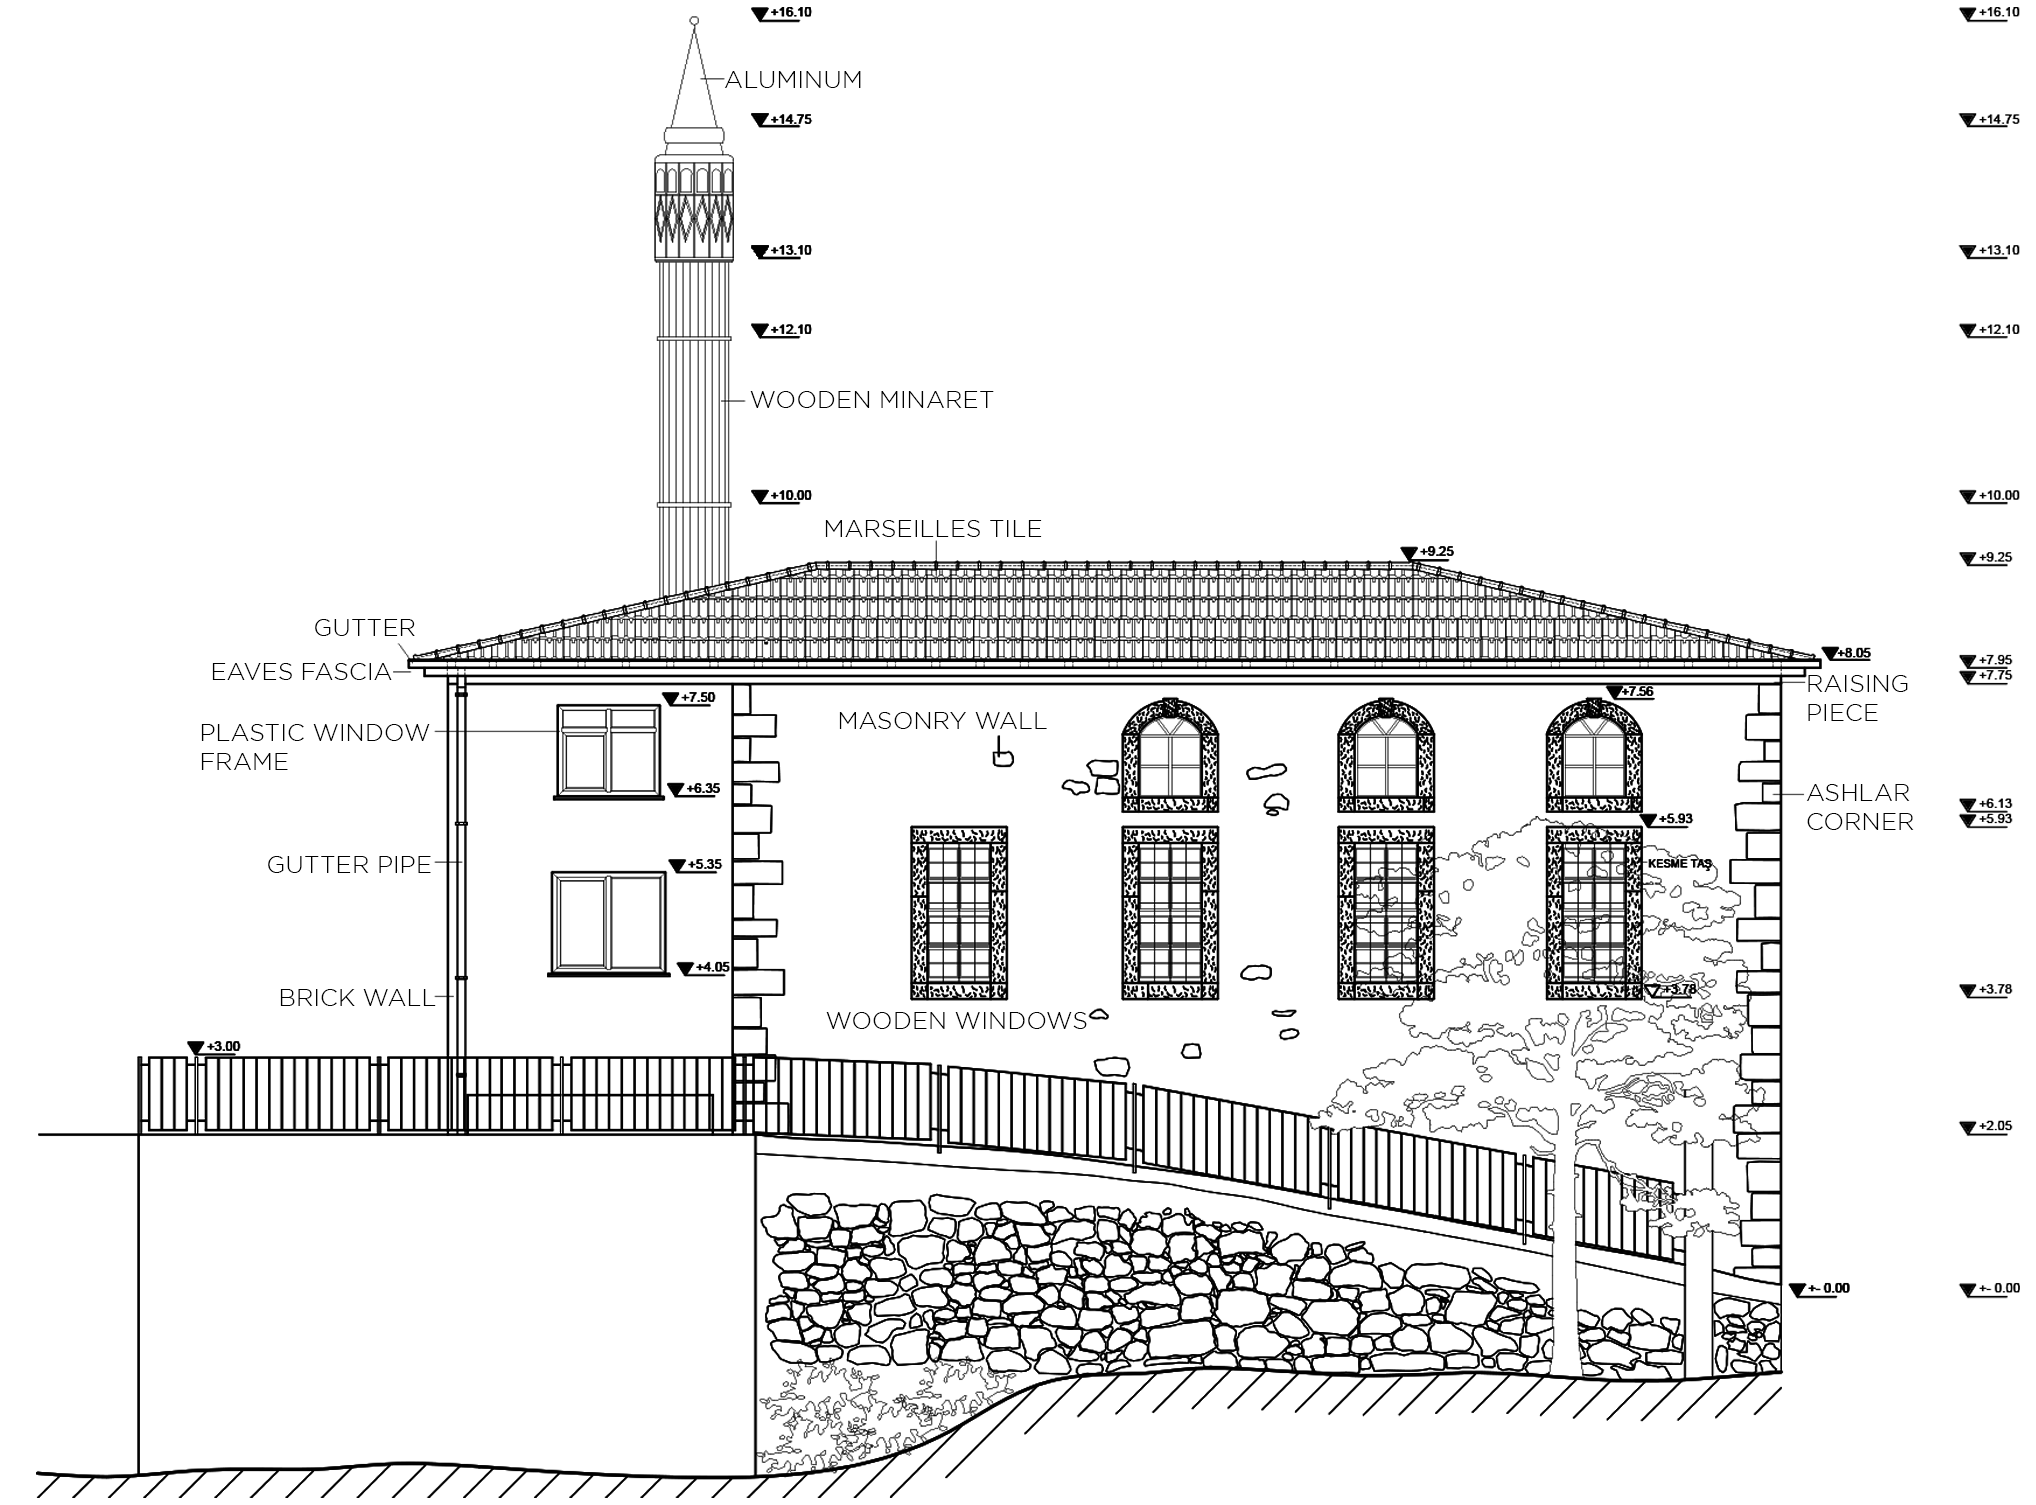 +16.10 +16.10
ALUMINUM
+14.75 +14.75
+13.10 +13.10
+12.10 +12.10
WOODEN MINARET
+10.00 +10.00
MARSEILLES TILE
+9.25 +9.25
GUTTER
+8.05
+7.95
EAVES FASCIA
+7.75
RAISING
PIECE
+7.50
+7.56
MASONRY WALL
PLASTIC WINDOW
FRAME
+6.35
ASHLAR
CORNER
+6.13
+5.93 +5.93
GUTTER PIPE
+5.35
KESME TAŞ
+4.05
+3.78 +3.78
BRICK WALL
WOODEN WINDOWS
+3.00
+2.05
+- 0.00 +- 0.00